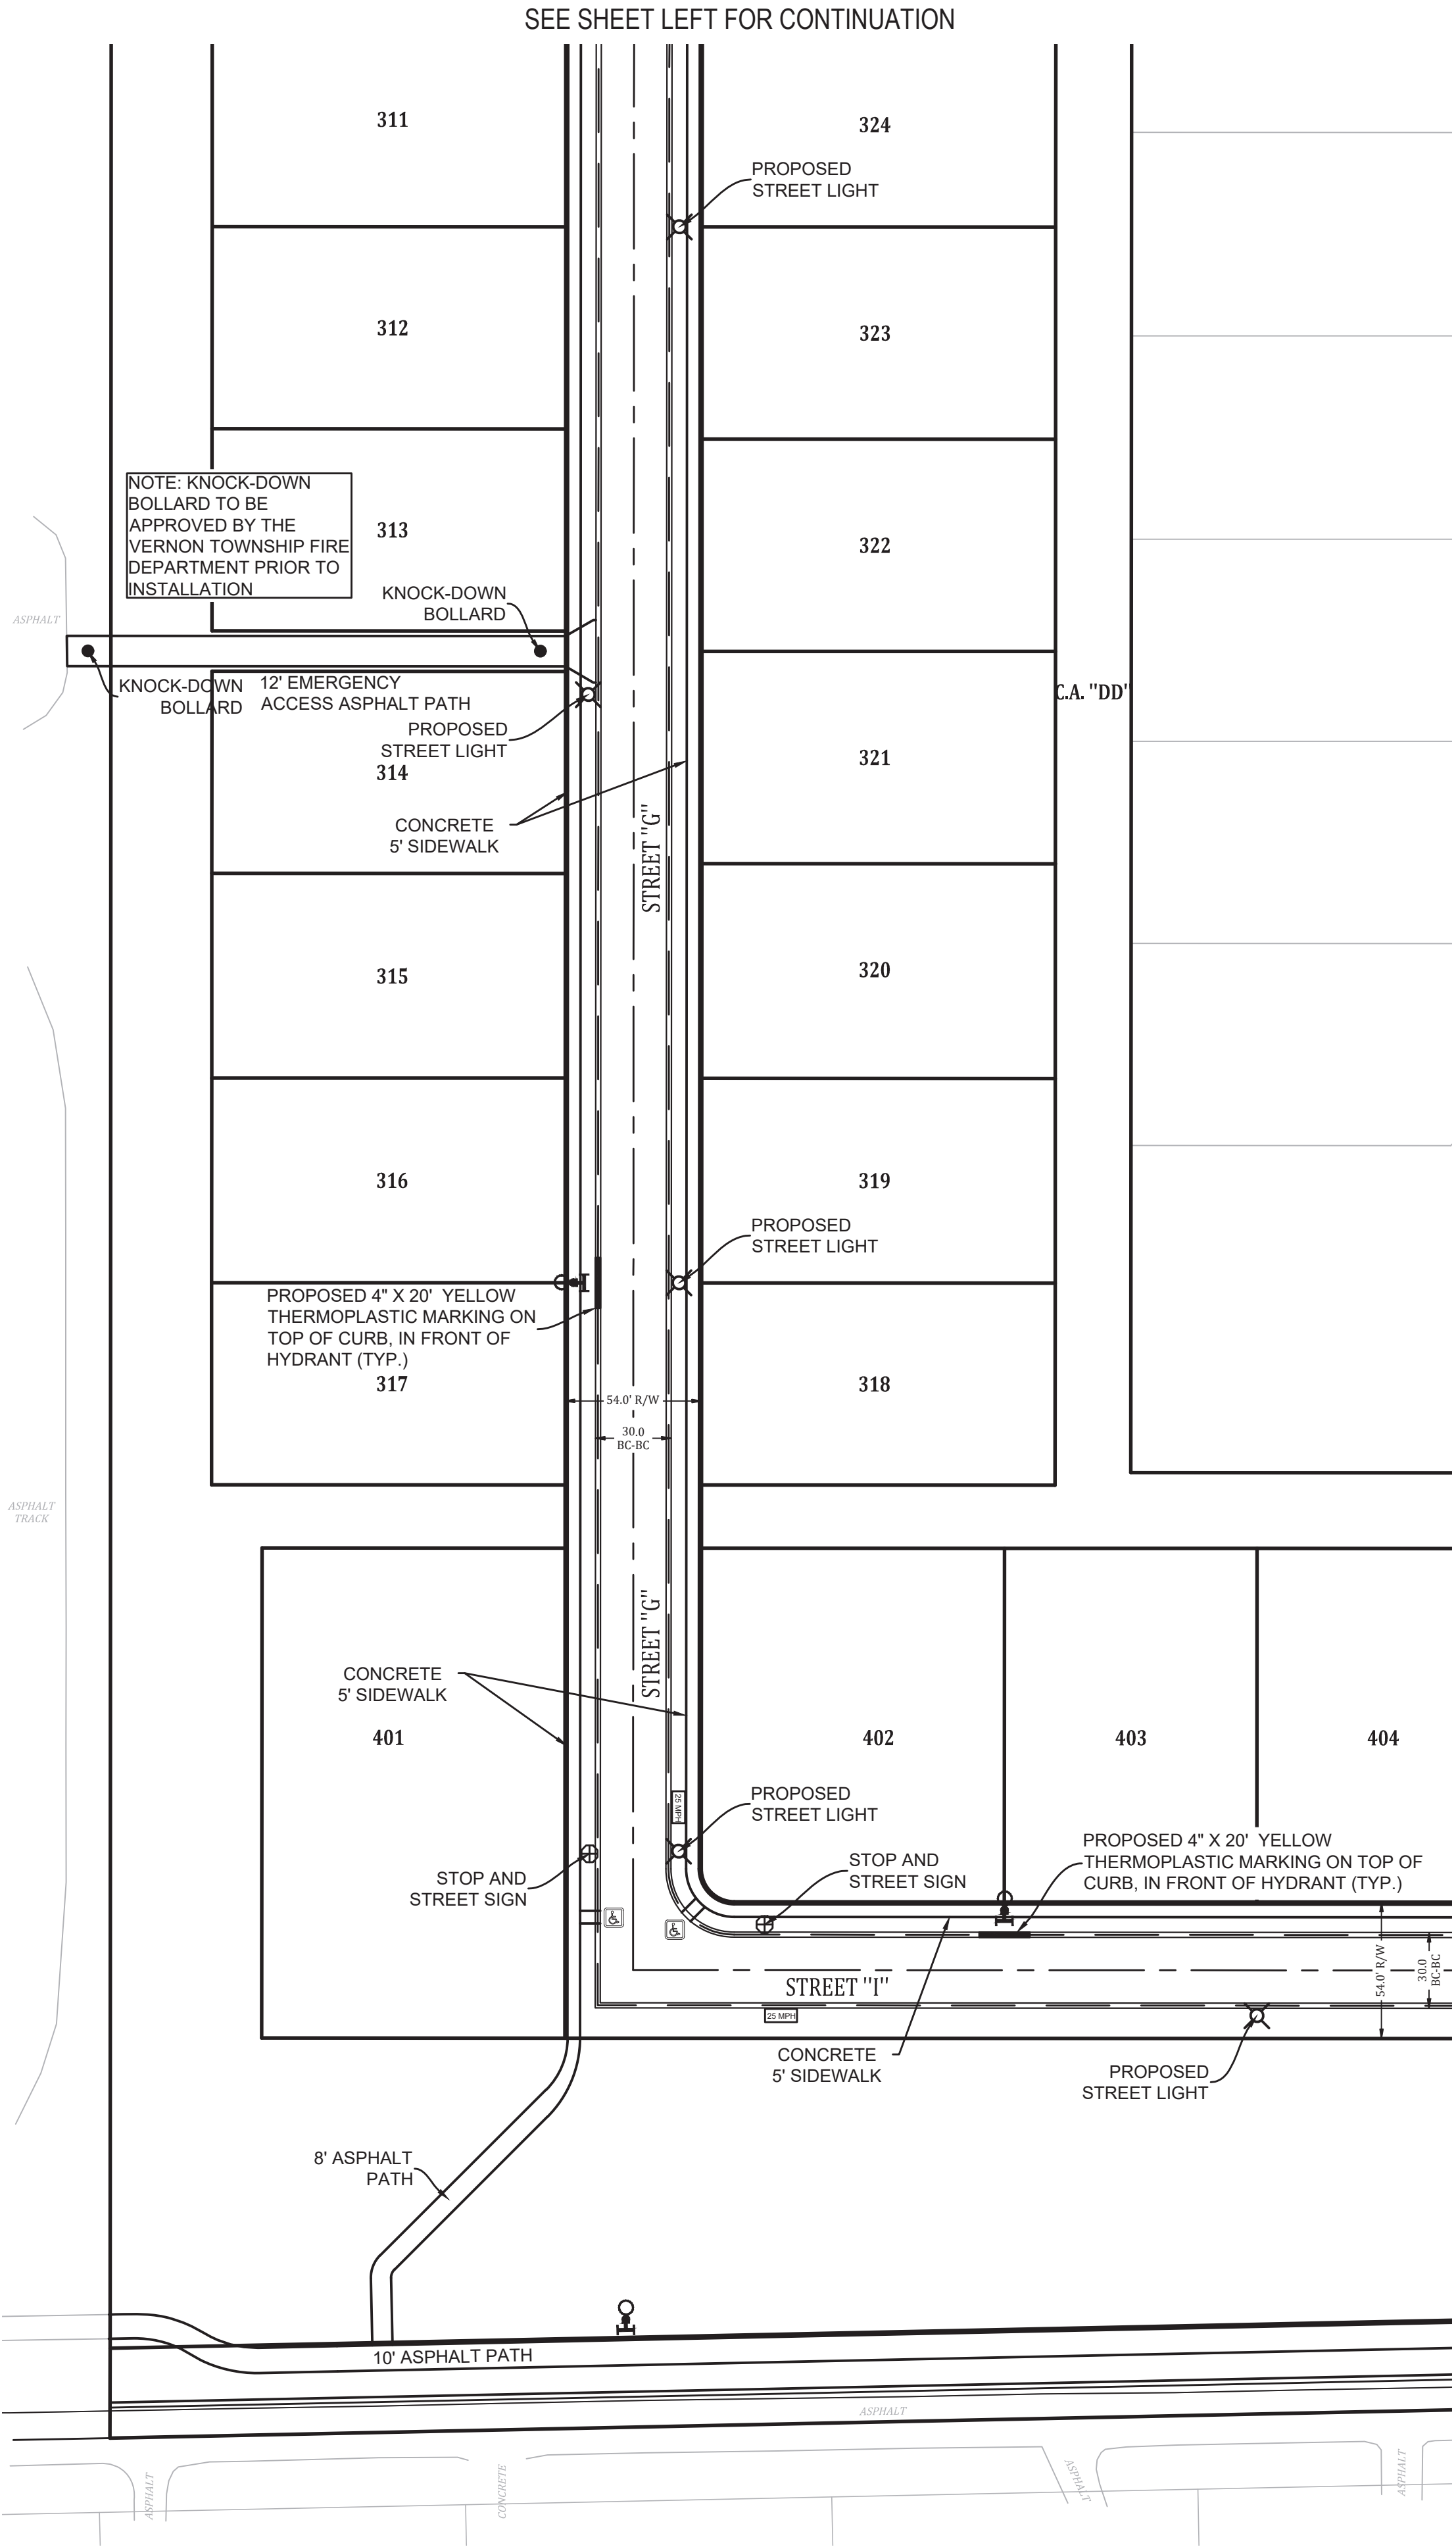 SEE SHEET LEFT FOR CONTINUATION
311
324
PROPOSED
STREET LIGHT
312
323
NOTE: KNOCK-DOWN
BOLLARD TO BE
APPROVED BY THE
VERNON TOWNSHIP FIRE
DEPARTMENT PRIOR TO
INSTALLATION
313
322
KNOCK-DOWN
BOLLARD
ASPHALT
KNOCK-DOWN
BOLLARD
12' EMERGENCY
ACCESS ASPHALT PATH
C.A. "DD"
PROPOSED
STREET LIGHT
314
321
CONCRETE
5' SIDEWALK
STREET "G"
315
320
316
319
PROPOSED
STREET LIGHT
PROPOSED 4" X 20' YELLOW
THERMOPLASTIC MARKING ON
TOP OF CURB, IN FRONT OF
HYDRANT (TYP.)
317
318
54.0' R/W
30.0
BC-BC
ASPHALT
TRACK
STREET "G"
CONCRETE
5' SIDEWALK
401
402
403
404
25 MPH
PROPOSED
STREET LIGHT
STOP AND
STREET SIGN
STOP AND
STREET SIGN
PROPOSED 4" X 20' YELLOW
THERMOPLASTIC MARKING ON TOP OF
CURB, IN FRONT OF HYDRANT (TYP.)
54.0' R/W
30.0
BC-BC
STREET "I"
25 MPH
CONCRETE
5' SIDEWALK
PROPOSED
STREET LIGHT
8' ASPHALT
PATH
10' ASPHALT PATH
ASPHALT
ASPHALT
CONCRETE
ASPHALT
ASPHALT